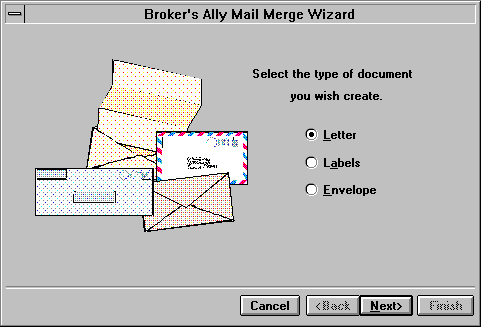 Broker's Ally Mail Merge Wizard
Select the type of document
you wish create.
Letter
Labels
Envelope
Cancel
<Back
Next>
Finish